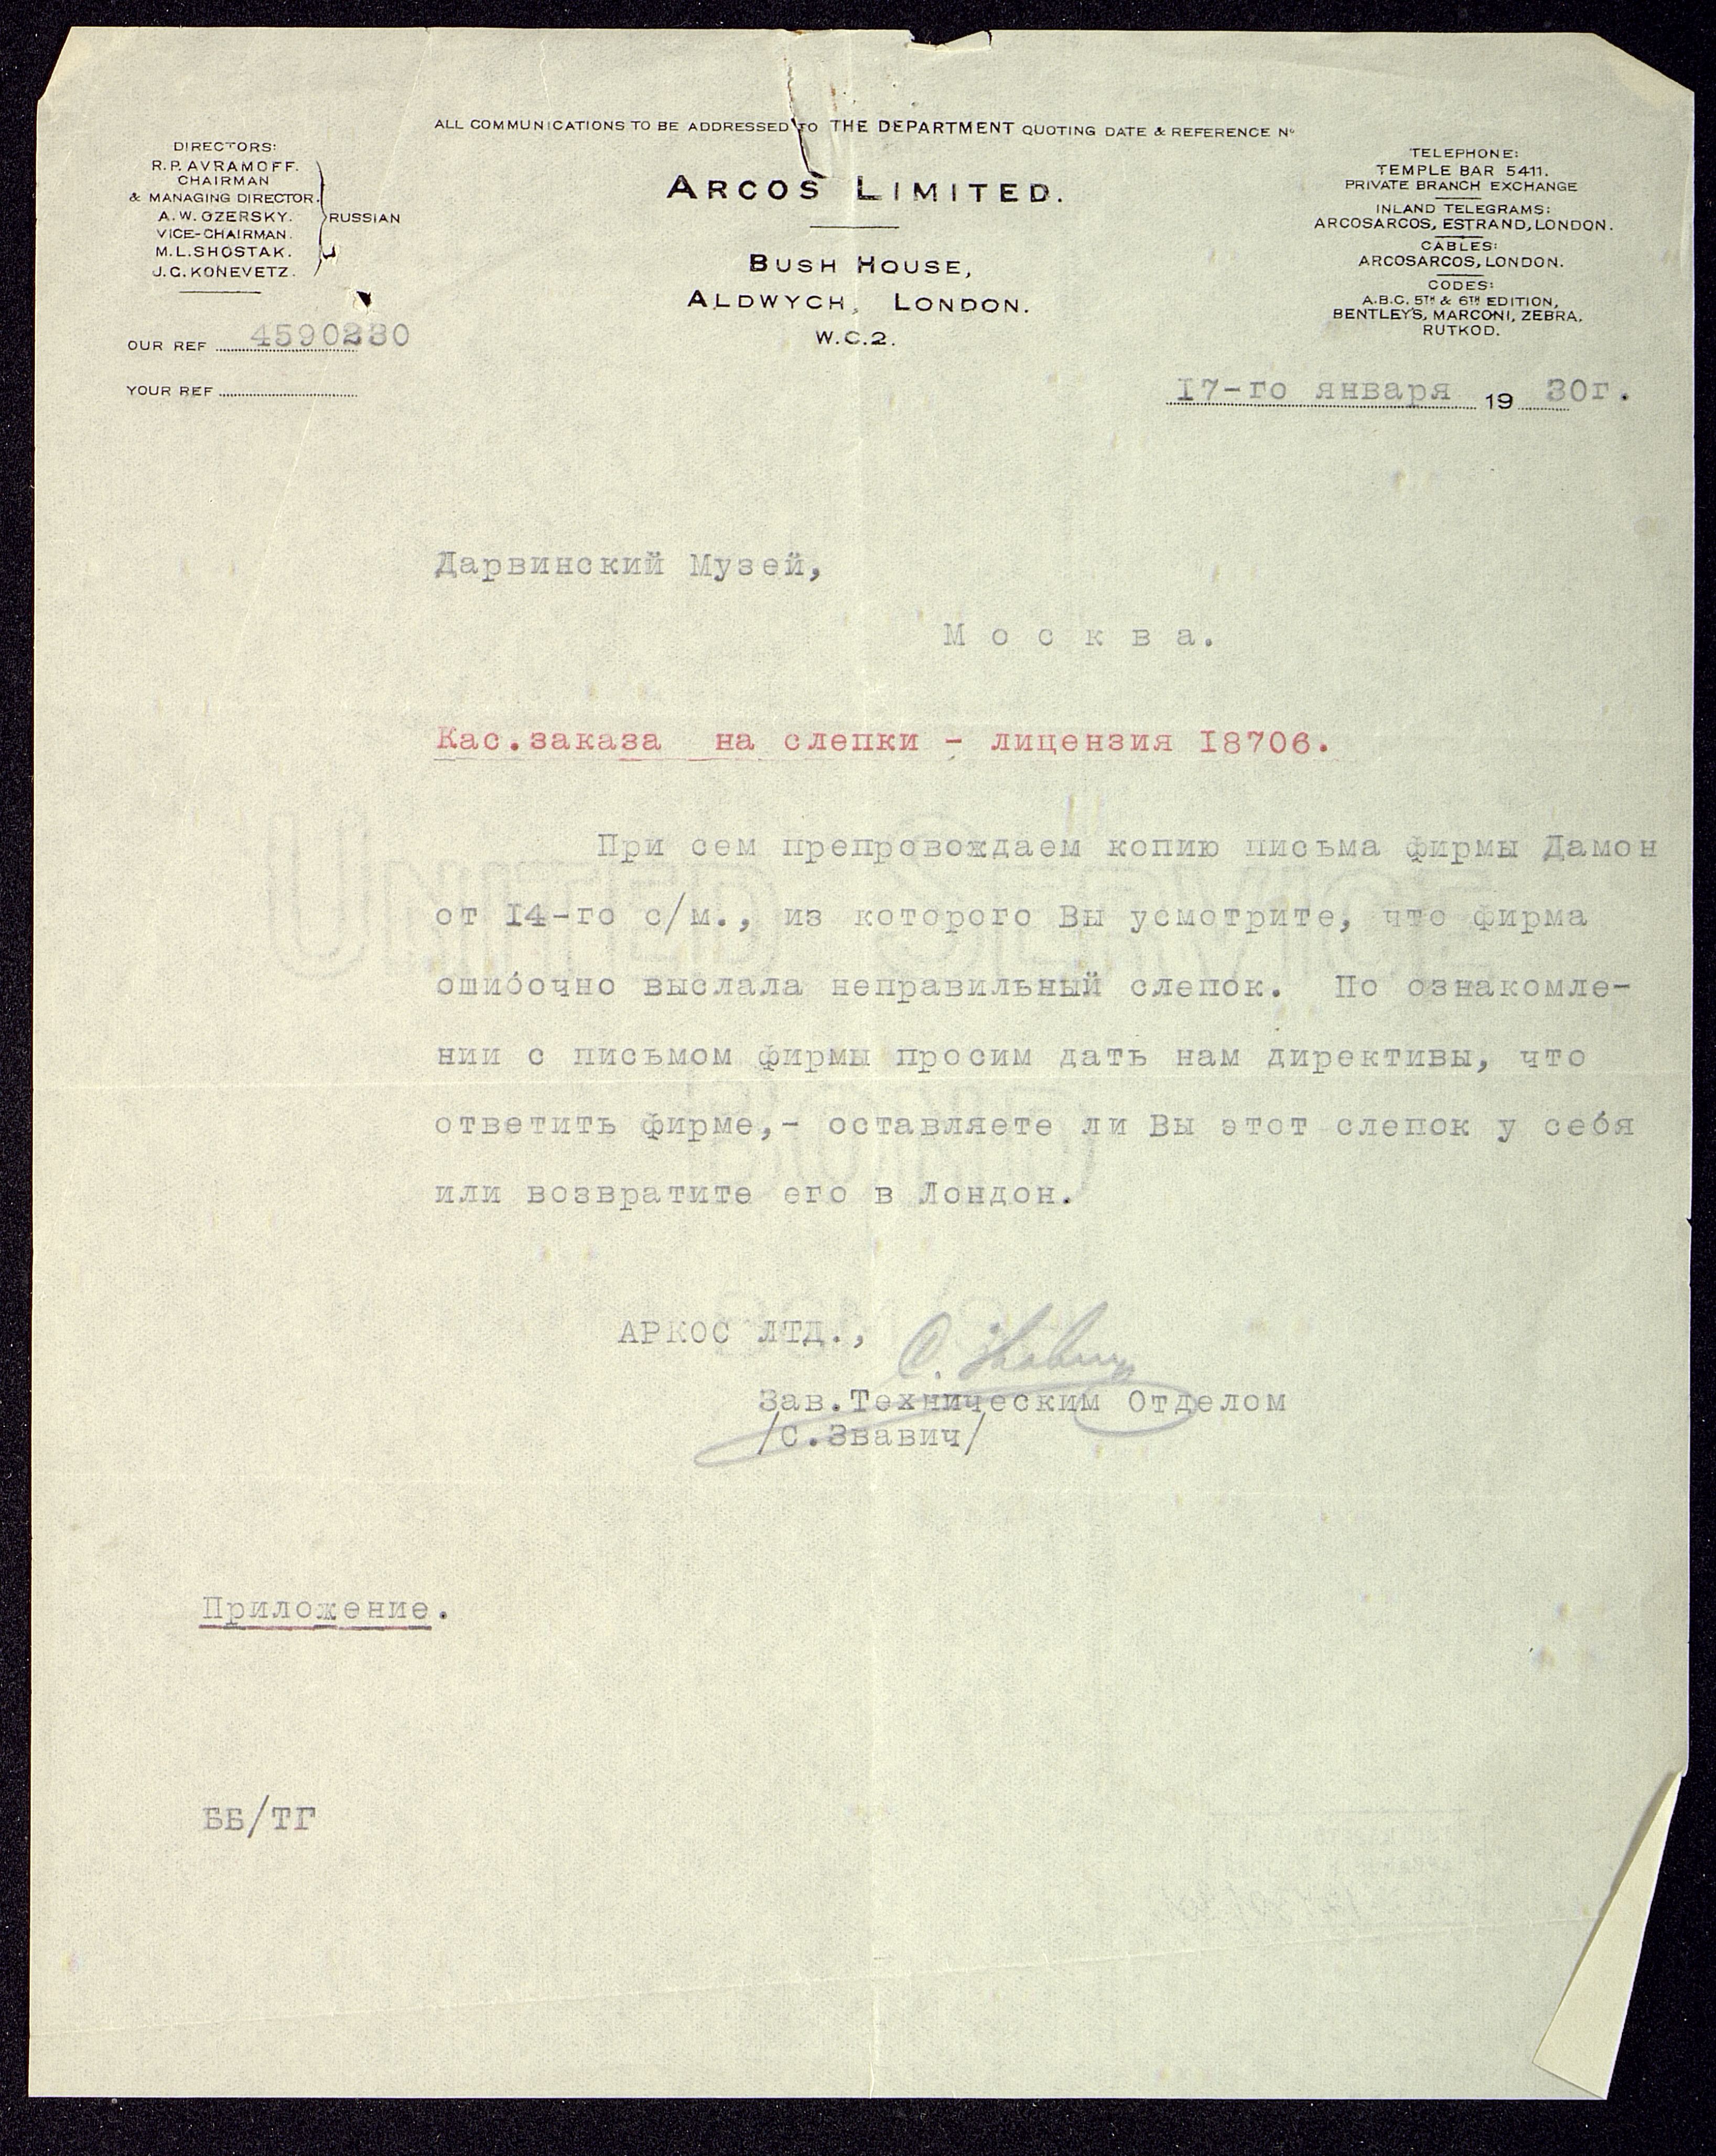 ALL COMMUNICATIONS TO BE ADDRESSED TO THE DEPARTMENT QUOTING DATE & REFERENCE Nº
DIRECTORS:
R.P. AVRAMOFF.
CHAIRMAN
& MANAGING DIRECTOR.
A.W. OZERSKY.
VICE-CHAIRMAN.
M.L. SHOSTAK.
J.G. KONEVETZ.
RUSSIAN
ARCOS LIMITED.
BUSH HOUSE,
ALDWYCH, LONDON.
W.C.2.
TELEPHONE:
TEMPLE BAR 5411.
PRIVATE BRANCH EXCHANGE
INLAND TELEGRAMS:
ARCOSARCOS, ESTRAND, LONDON.
CABLES:
ARCOSARCOS, LONDON.
CODES:
A.B.C. 5TH & 6TH EDITION,
BENTLEY'S, MARCONI, ZEBRA,
RUTKOD.
OUR REF 4590230
YOUR REF
17-го января 1930г.
Дарвинский Музей,
Москва.
Кас.заказа на слепки - лицензия 18706.
При сем препровождаем копию письма фирмы Дамон
от 14-го с/м., из которого Вы усмотрите, что фирма
ошибочно выслала неправильный слепок. По ознакомле-
нии с письмом фирмы просим дать нам директивы, что
ответить фирме,- оставляете ли Вы этот слепок у себя
или возвратите его в Лондон.
АРКОС ЛТД.,
Зав.Техническим Отделом
/С.Звавич/
Приложение.
ББ/ТГ
UNITED SERVICE